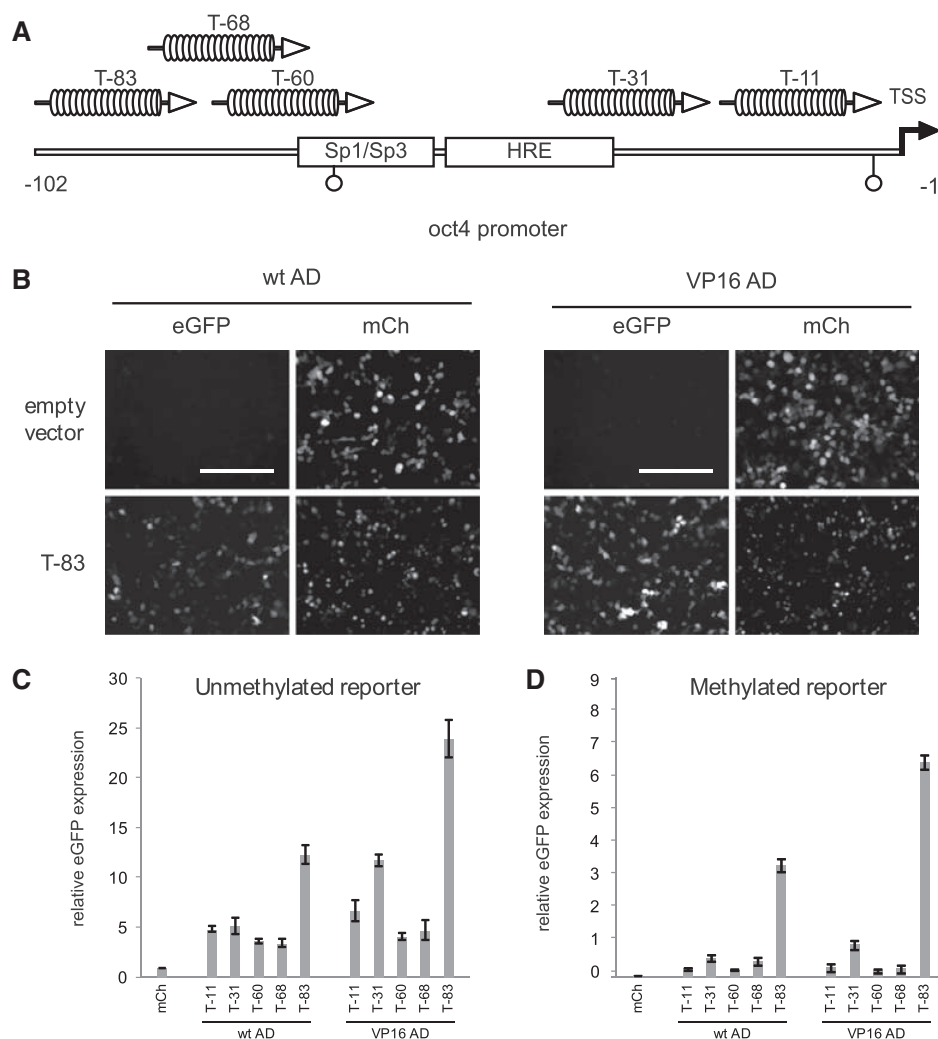 A
T-68
T-83
T-60
T-31
T-11
TSS
Sp1/Sp3
HRE
-102
-1
oct4 promoter
B
wt AD
VP16 AD
eGFP
mCh
eGFP
mCh
empty
vector
T-83
C
Unmethylated reporter
relative eGFP expression
30
25
20
15
10
5
0
mCh
T-11
T-31
T-60
T-68
T-83
T-11
T-31
T-60
T-68
T-83
wt AD
VP16 AD
D
Methylated reporter
relative eGFP expression
9
8
7
6
5
4
3
2
1
0
mCh
T-11
T-31
T-60
T-68
T-83
T-11
T-31
T-60
T-68
T-83
wt AD
VP16 AD